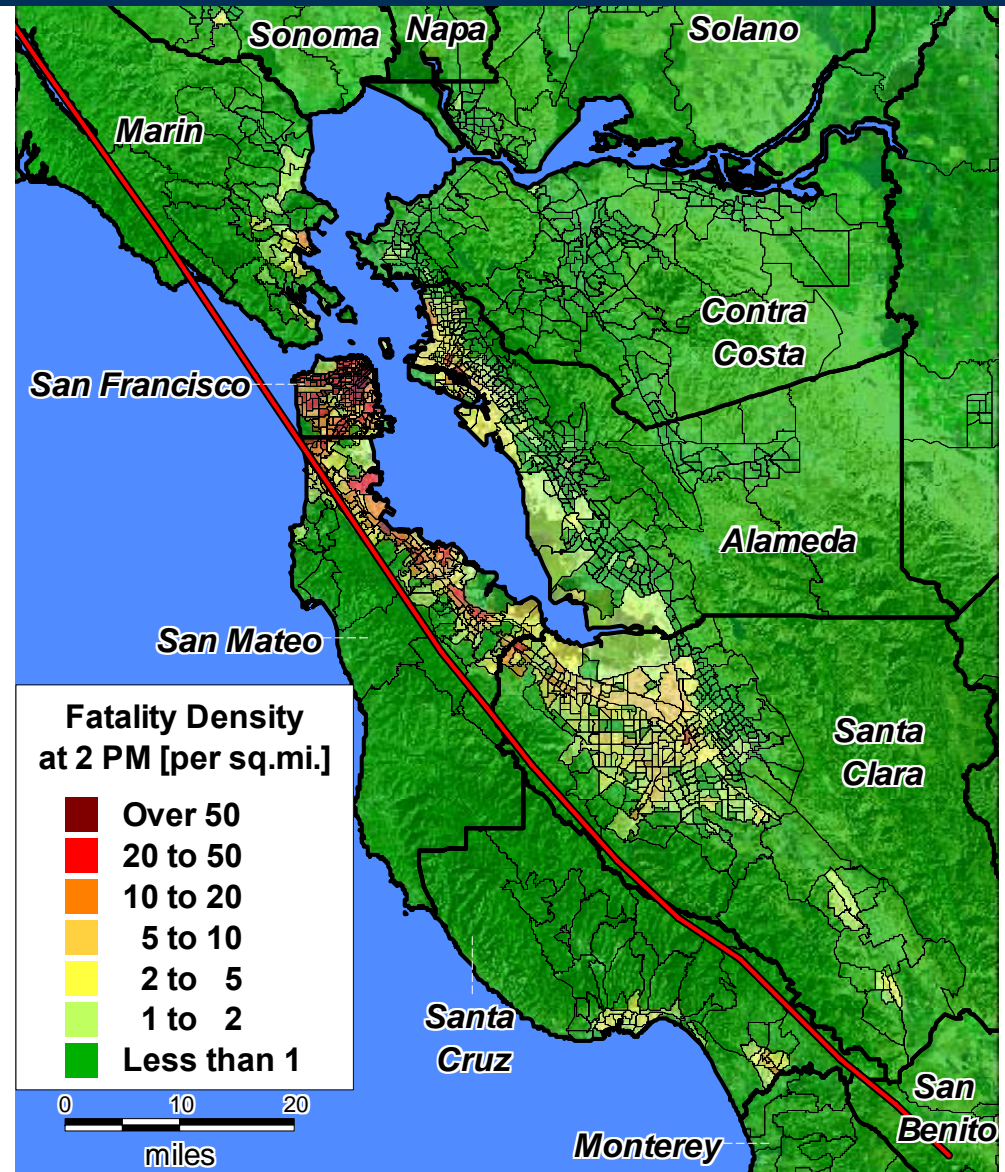 Sonoma
Napa
Solano
Marin
Contra
Costa
San Francisco
Alameda
San Mateo
Fatality Density
at 2 PM [per sq.mi.]
Over 50
20 to 50
10 to 20
5 to 10
2 to 5
1 to 2
Less than 1
Santa
Clara
Santa
Cruz
San
Benito
Monterey
0 10 20
miles